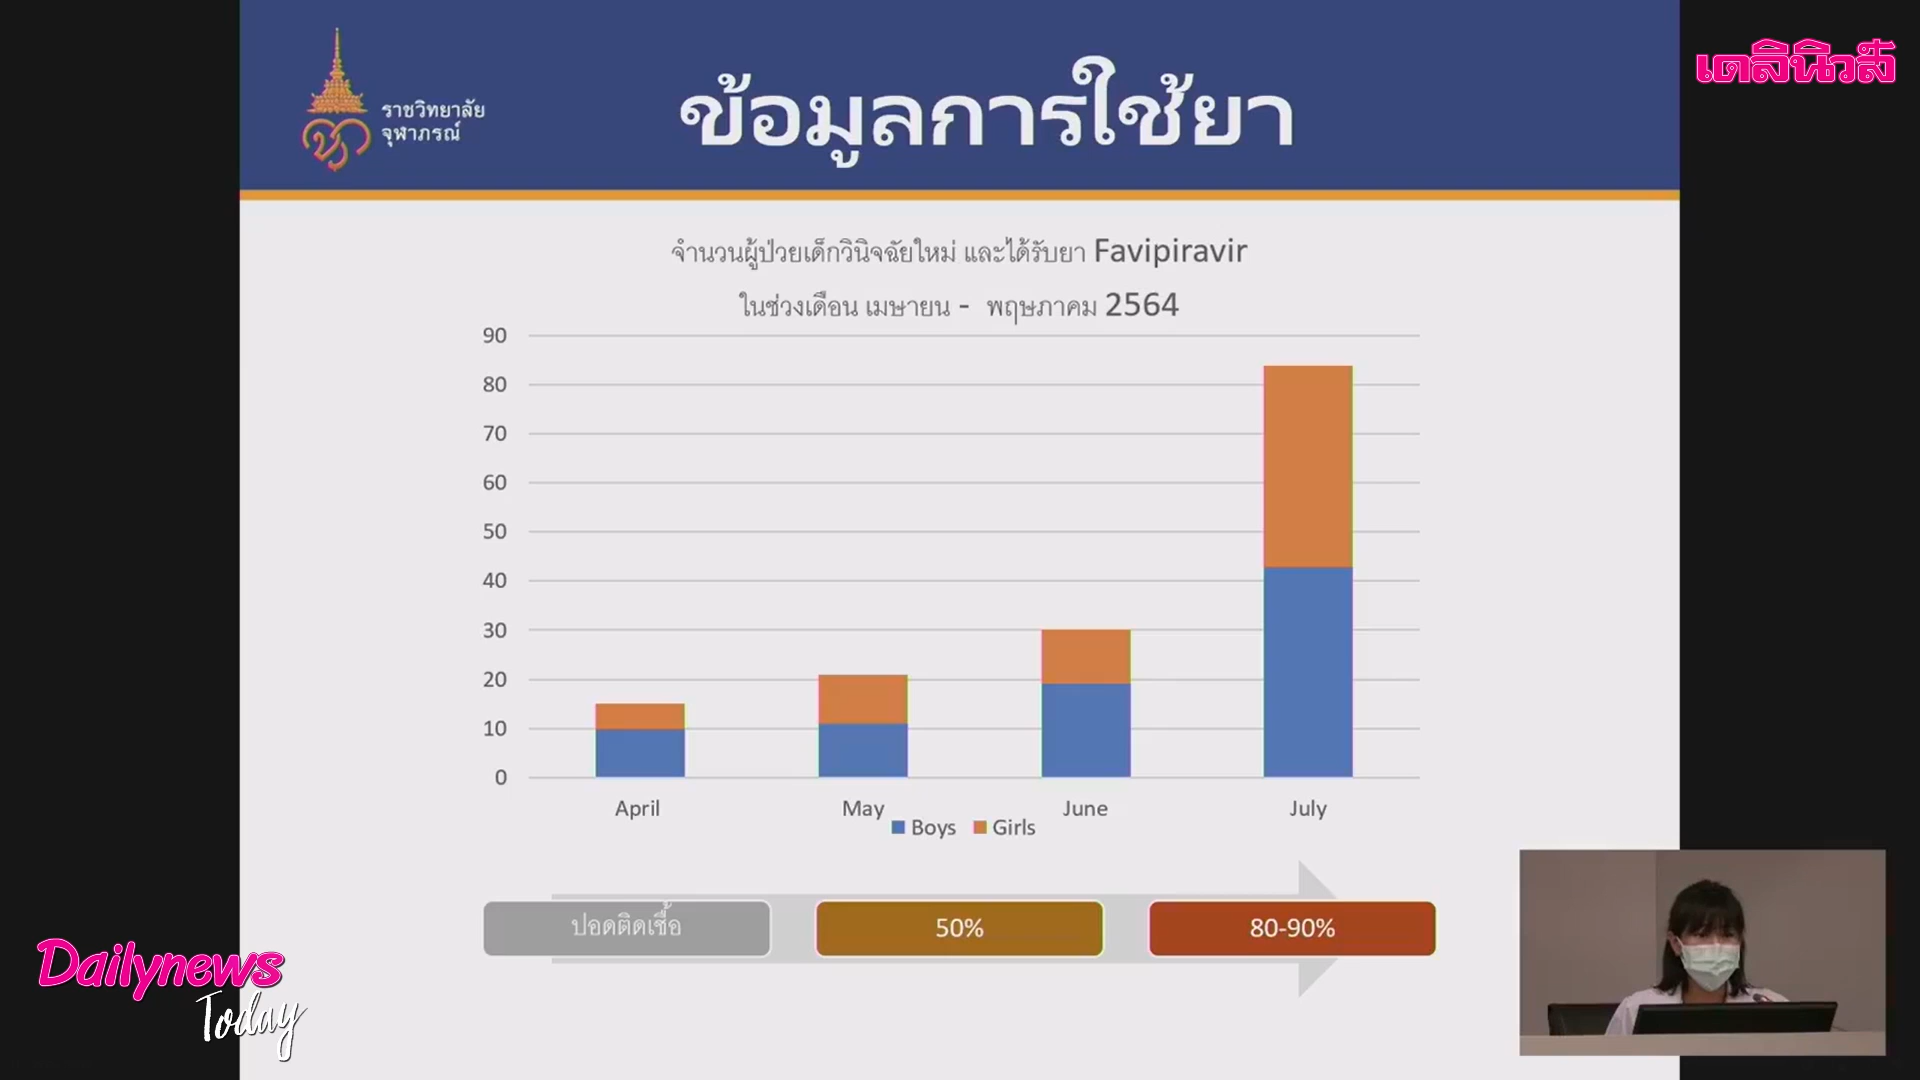 ราชวิทยาลัย
จุฬาภรณ์
ข้อมูลการใช้ยา
เดลินิวส์
จำนวนผู้ป่วยเด็กวินิจฉัยใหม่ และได้รับยา Favipiravir
ในช่วงเดือน เมษายน - พฤษภาคม 2564
90
80
70
60
50
40
30
20
10
0
April May June July
Boys Girls
ปอดติดเชื้อ 50% 80-90%
Dailynews
Today